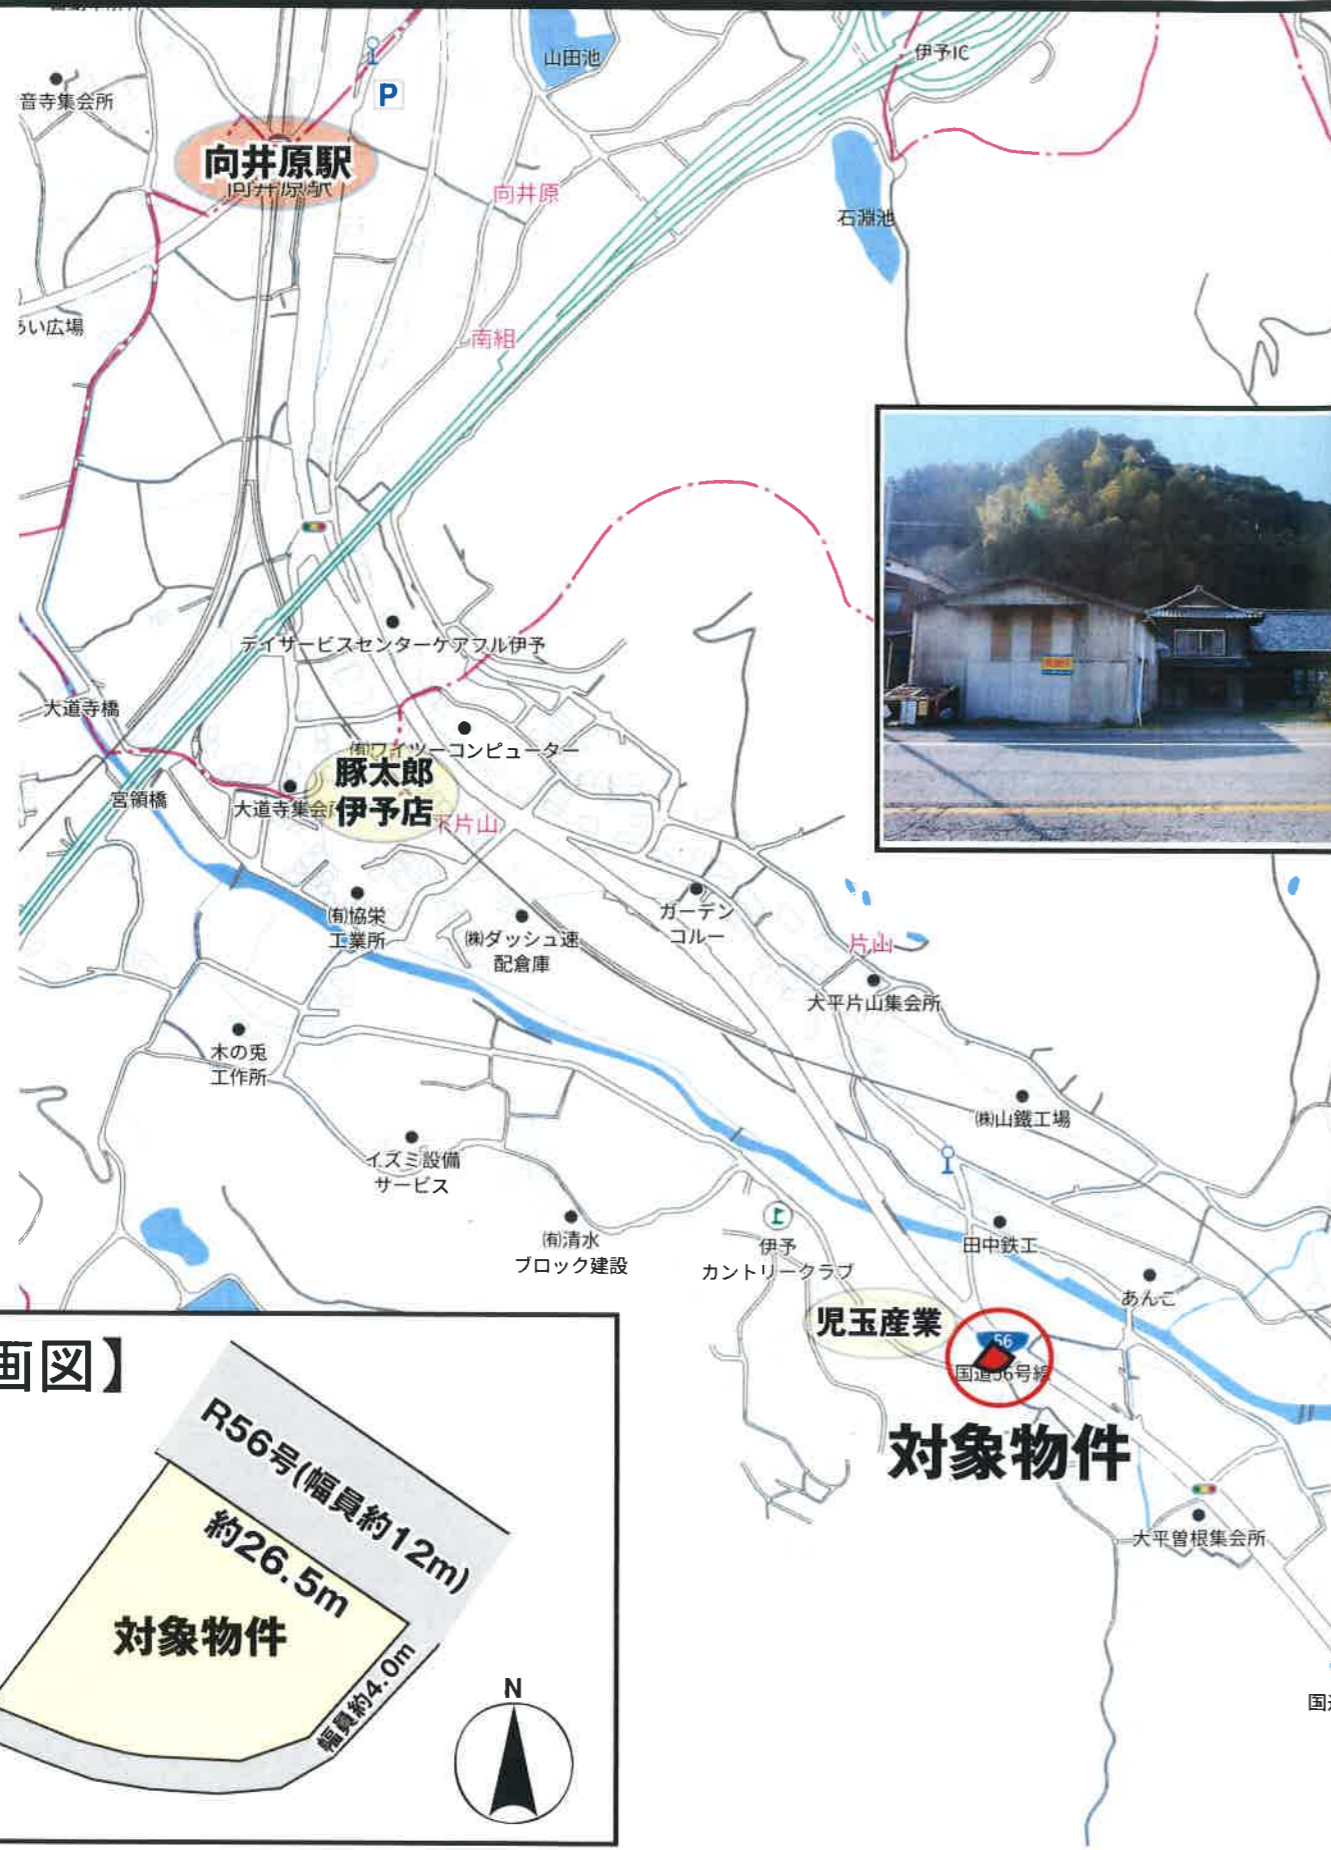 伊予IC
山田池
P
音寺集会所
向井原駅
向井原駅
向井原
石淵池
い広場
南組
デイサービスセンターケアフル伊予
大道寺橋
㈲ワイツーコンピューター
豚太郎
伊予店
宮領橋
大道寺集会所
下片山
㈲協栄
工業所
㈱ダッシュ速
配倉庫
ガーデン
コルー
片山
大平片山集会所
木の兎
工作所
㈱山鐵工場
イズミ設備
サービス
㈲清水
ブロック建設
伊予
カントリークラブ
田中鉄工
あんこ
児玉産業
56
国道56号線
対象物件
大平曽根集会所
画図】
R56号(幅員約12m)
約26.5m
対象物件
幅員約4.0m
N
国道